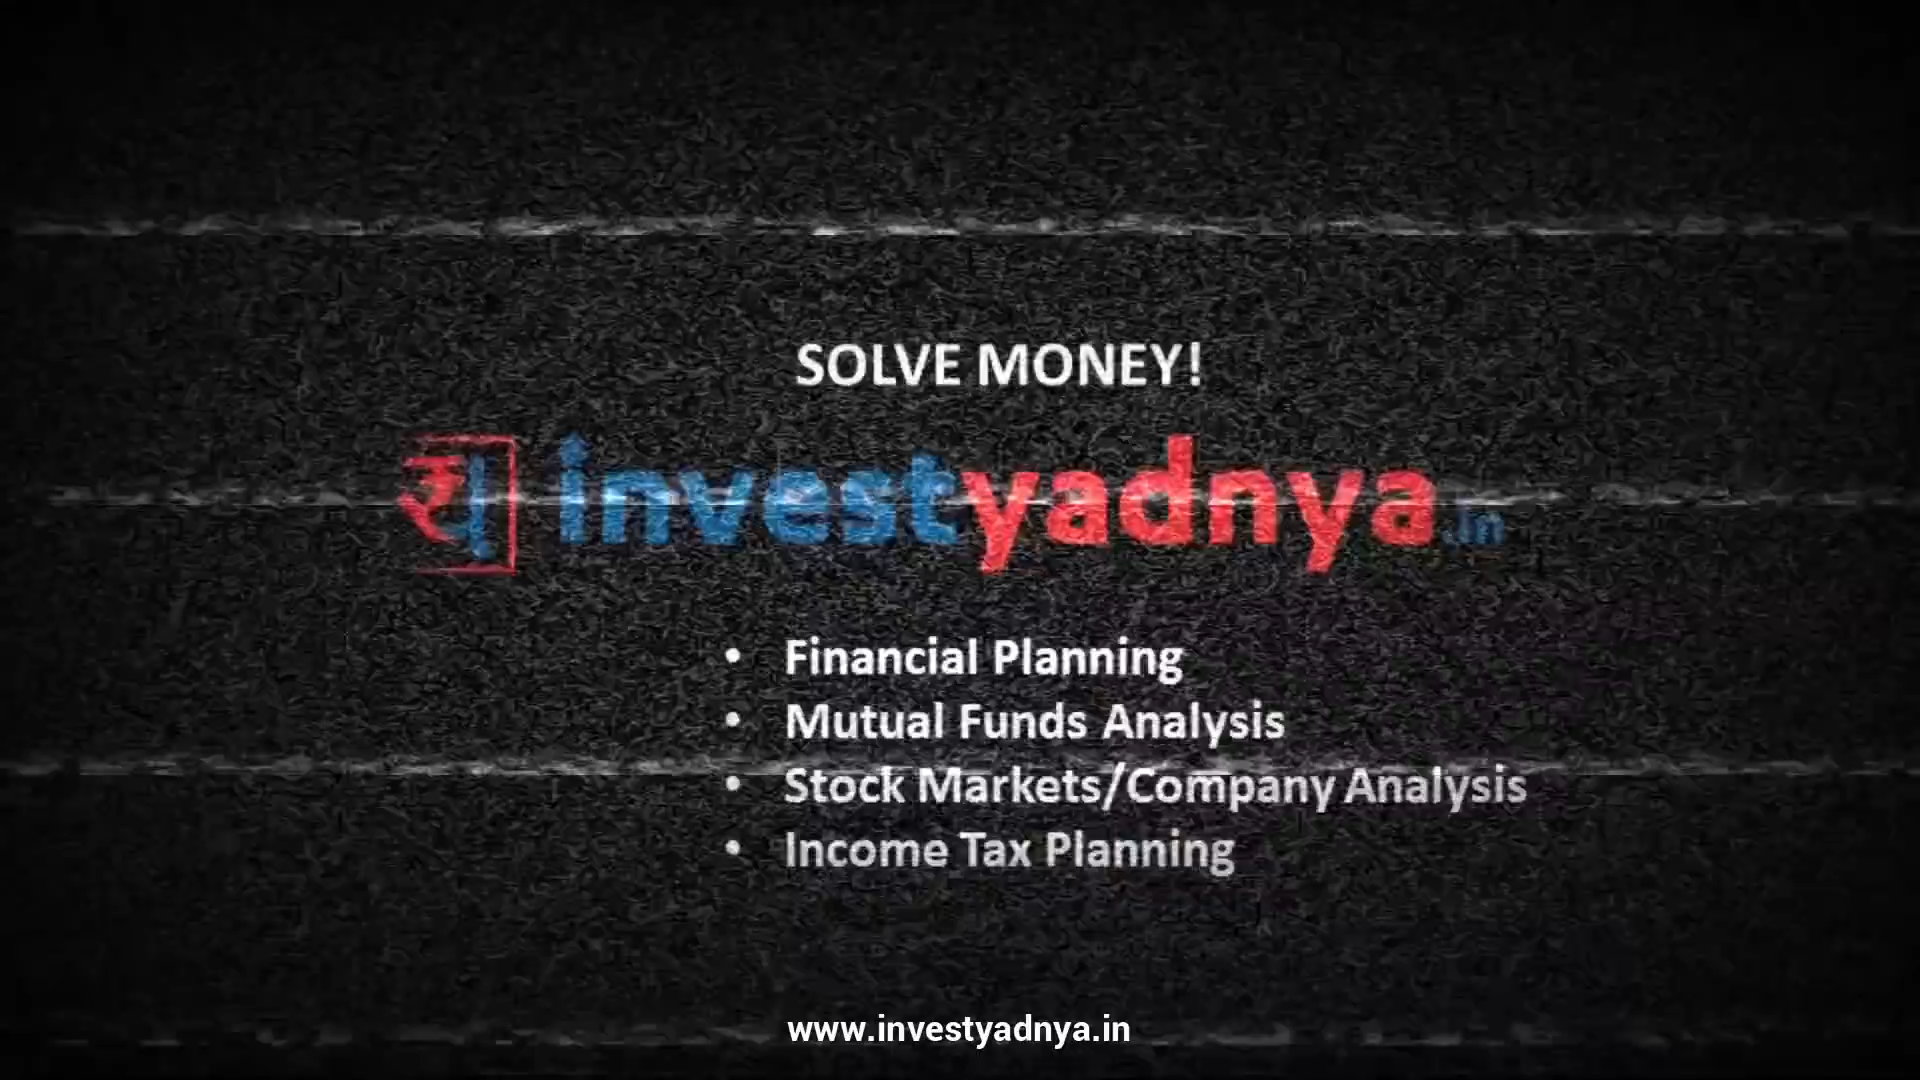 SOLVE MONEY!
य investyadnya.in
• Financial Planning
• Mutual Funds Analysis
• Stock Markets/Company Analysis
• Income Tax Planning
www.investyadnya.in